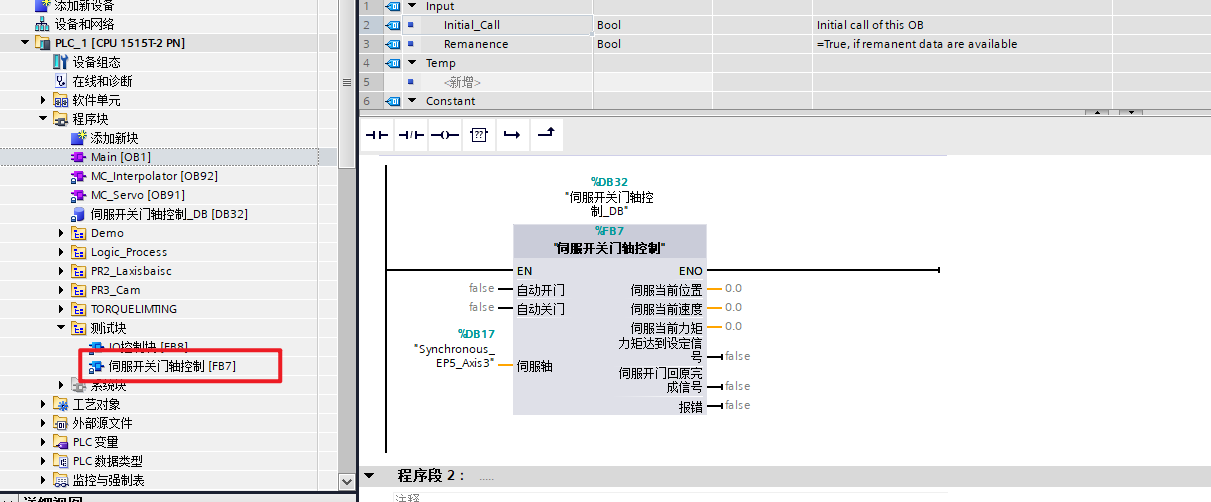 添加新设备
设备和网络
PLC_1 [CPU 1515T-2 PN]
设备组态
在线和诊断
软件单元
程序块
添加新块
Main [OB1]
MC_Interpolator [OB92]
MC_Servo [OB91]
伺服开关门轴控制_DB [DB32]
Demo
Logic_Process
PR2_Laxisbaisc
PR3_Cam
TORQUELIMTING
测试块
IO控制块 [FB8]
伺服开关门轴控制 [FB7]
系统块
工艺对象
外部源文件
PLC 变量
PLC 数据类型
监控与强制表
详细视图
1 Input
2 Initial_Call Bool Initial call of this OB
3 Remanence Bool =True, if remanent data are available
4 Temp
5 <新增>
6 Constant
??
%DB32
"伺服开关门轴控
制_DB"
%FB7
"伺服开关门轴控制"
EN ENO
false 自动开门 伺服当前位置 0.0
false 自动关门 伺服当前速度 0.0
伺服当前力矩 0.0
%DB17
"Synchronous_
EP5_Axis3" 伺服轴
力矩达到设定信
号 false
伺服开门回原完
成信号 false
报错 false
程序段 2： .....
注释